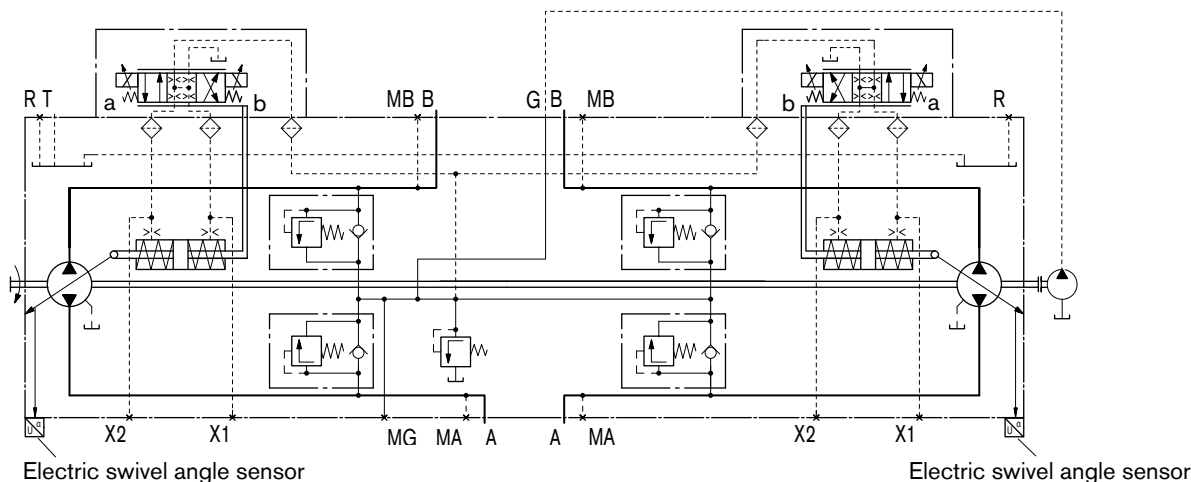 R T a b MB B G B MB b a R
X2 X1 MG MA A A MA X2 X1
U α U α
Electric swivel angle sensor Electric swivel angle sensor